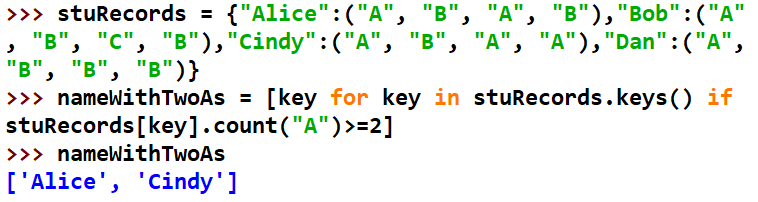 >>> stuRecords = {"Alice":("A", "B", "A", "B"),"Bob":("A"
, "B", "C", "B"),"Cindy":("A", "B", "A", "A"),"Dan":("A",
"B", "B", "B")}
>>> nameWithTwoAs = [key for key in stuRecords.keys() if
stuRecords[key].count("A")>=2]
>>> nameWithTwoAs
['Alice', 'Cindy']